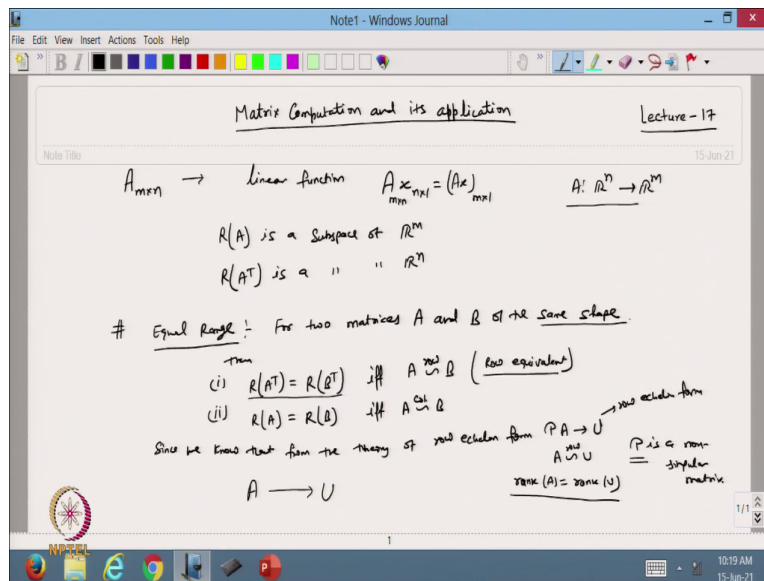 Note1 - Windows Journal
File Edit View Insert Actions Tools Help
Matrix Computation and its application
Lecture-17
Note Title
15-Jun-21
A m×n → linear function A m×n x n×1 = (Ax) m×1 A: ℝⁿ → ℝᵐ
R(A) is a Subspace of ℝᵐ
R(Aᵀ) is a " " ℝⁿ
# Equal Range :- For two matrices A and B of the same shape.
then
(i) R(Aᵀ) = R(Bᵀ) iff A row ∽ B (Row equivalent)
(ii) R(A) = R(B) iff A col ∽ B
Since we know that from the theory of row echelon form PA → U → row echelon form
A row ∽ U P is a non-singular matrix
rank (A) = rank (U)
A → U
NPTEL
1/1
1
10:19 AM
15-Jun-21